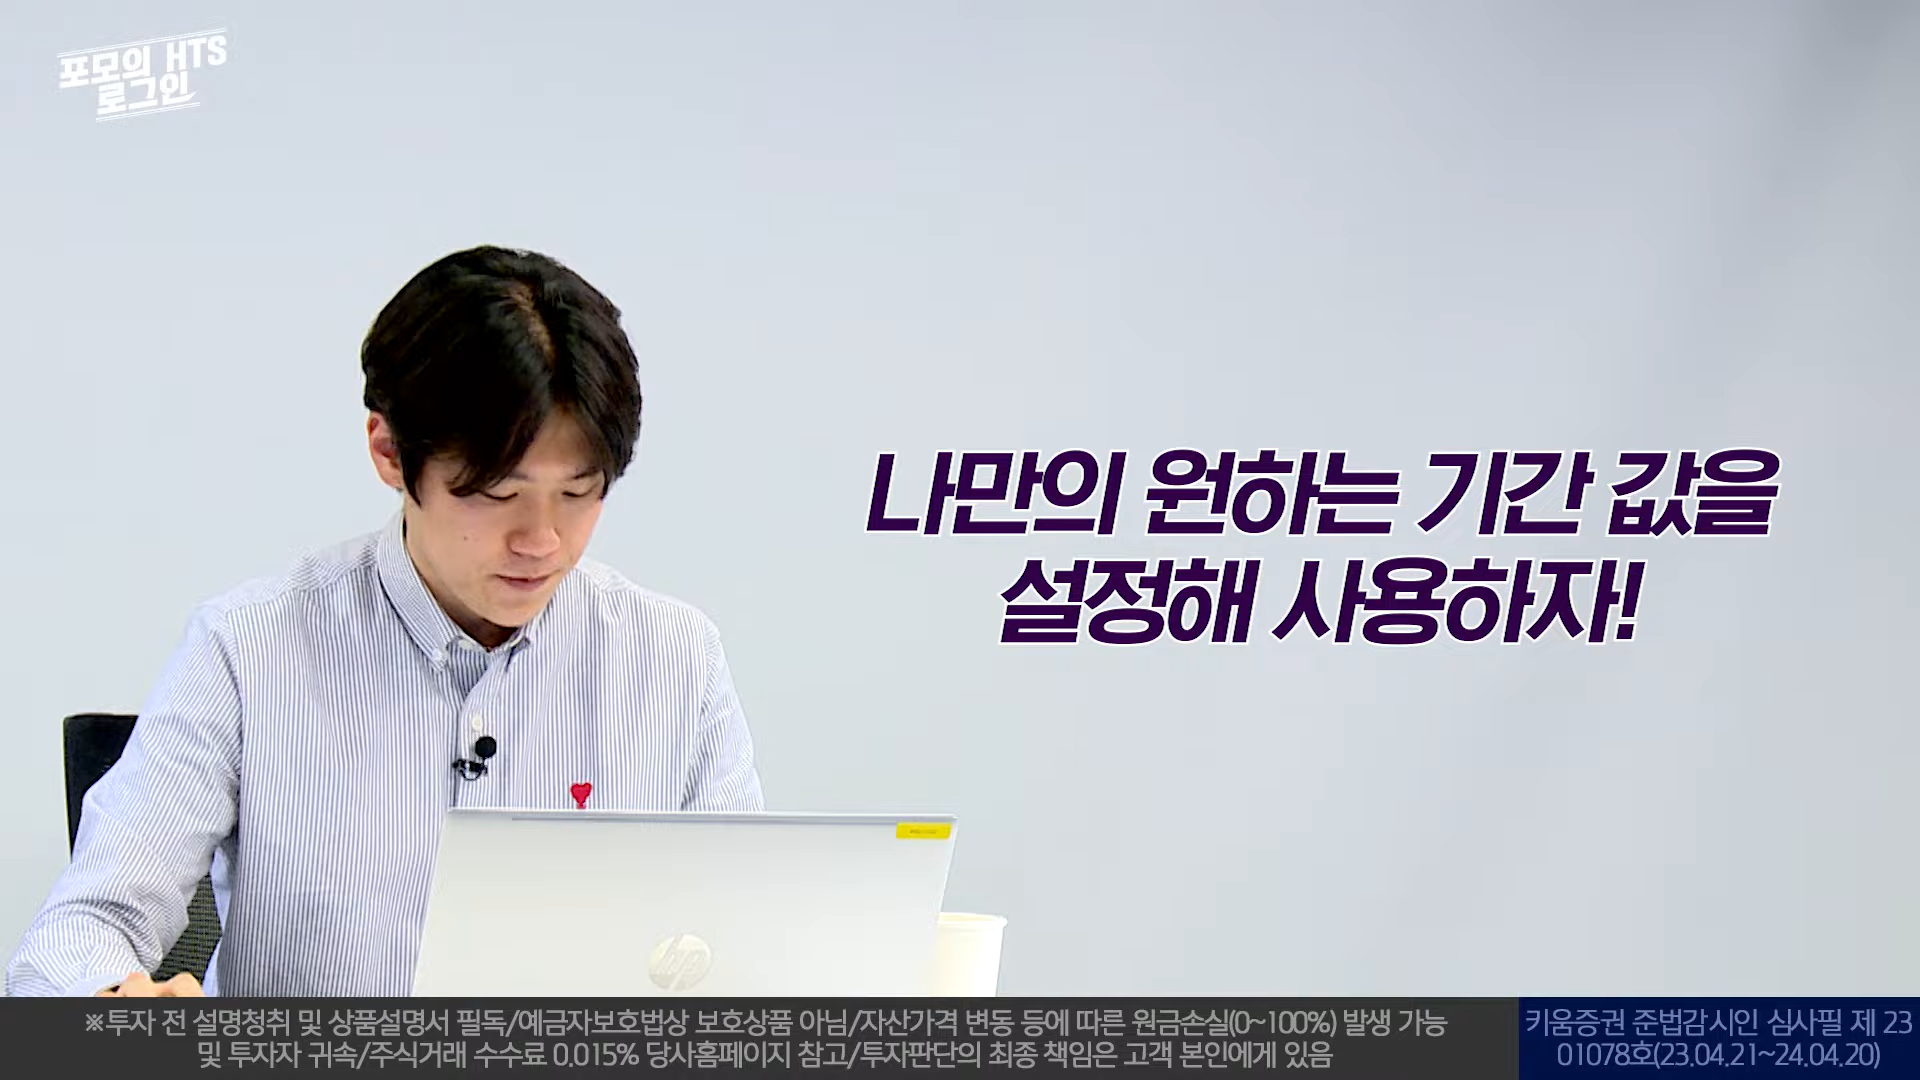 포모의 HTS
로그인
나만의 원하는 기간 값을
설정해 사용하자!
hp
※투자 전 설명청취 및 상품설명서 필독/예금자보호법상 보호상품 아님/자산가격 변동 등에 따른 원금손실(0~100%) 발생 가능
및 투자자 귀속/주식거래 수수료 0.015% 당사홈페이지 참고/투자판단의 최종 책임은 고객 본인에게 있음
키움증권 준법감시인 심사필 제 23
01078호(23.04.21~24.04.20)